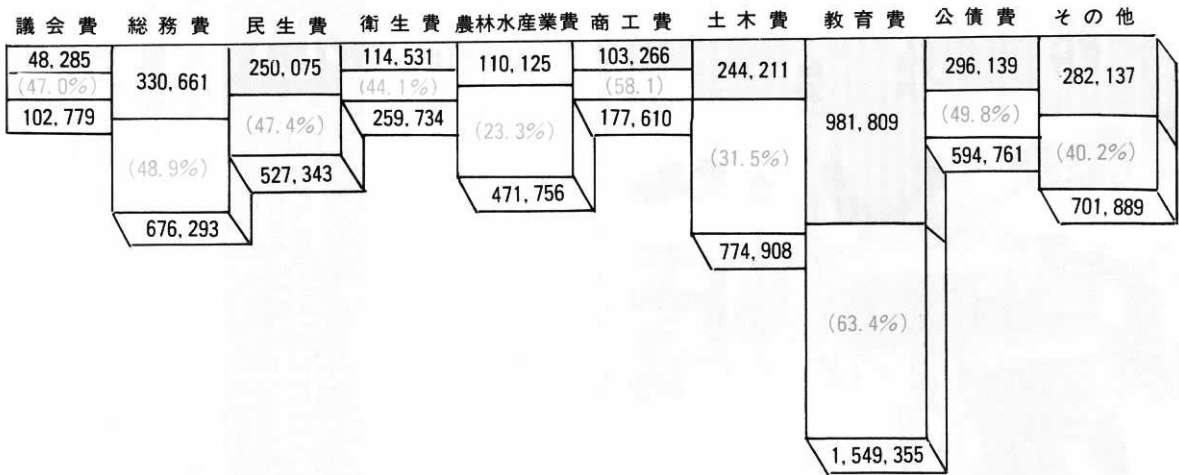 議会費 総務費 民生費 衛生費 農林水産業費 商工費 土木費 教育費 公債費 その他
48,285 330,661 250,075 114,531 110,125 103,266 244,211 981,809 296,139 282,137
(47.0%) (48.9%) (47.4%) (44.1%) (23.3%) (58.1) (31.5%) (63.4%) (49.8%) (40.2%)
102,779 676,293 527,343 259,734 471,756 177,610 774,908 1,549,355 594,761 701,889